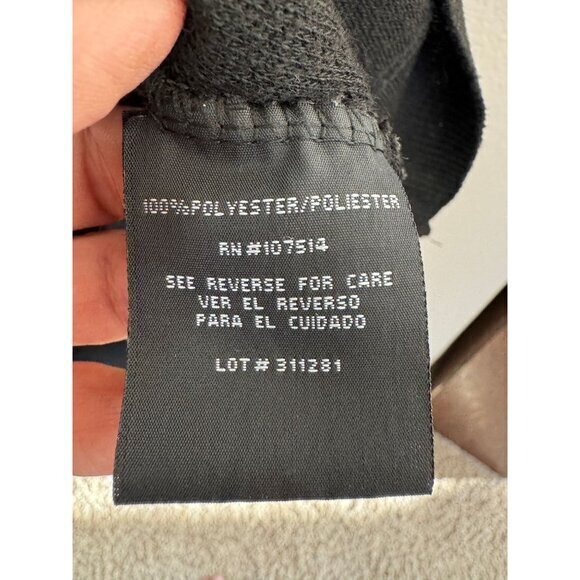 100%POLYESTER/POLIESTER
RN#107514
SEE REVERSE FOR CARE
VER EL REVERSO
PARA EL CUIDADO
LOT# 311281